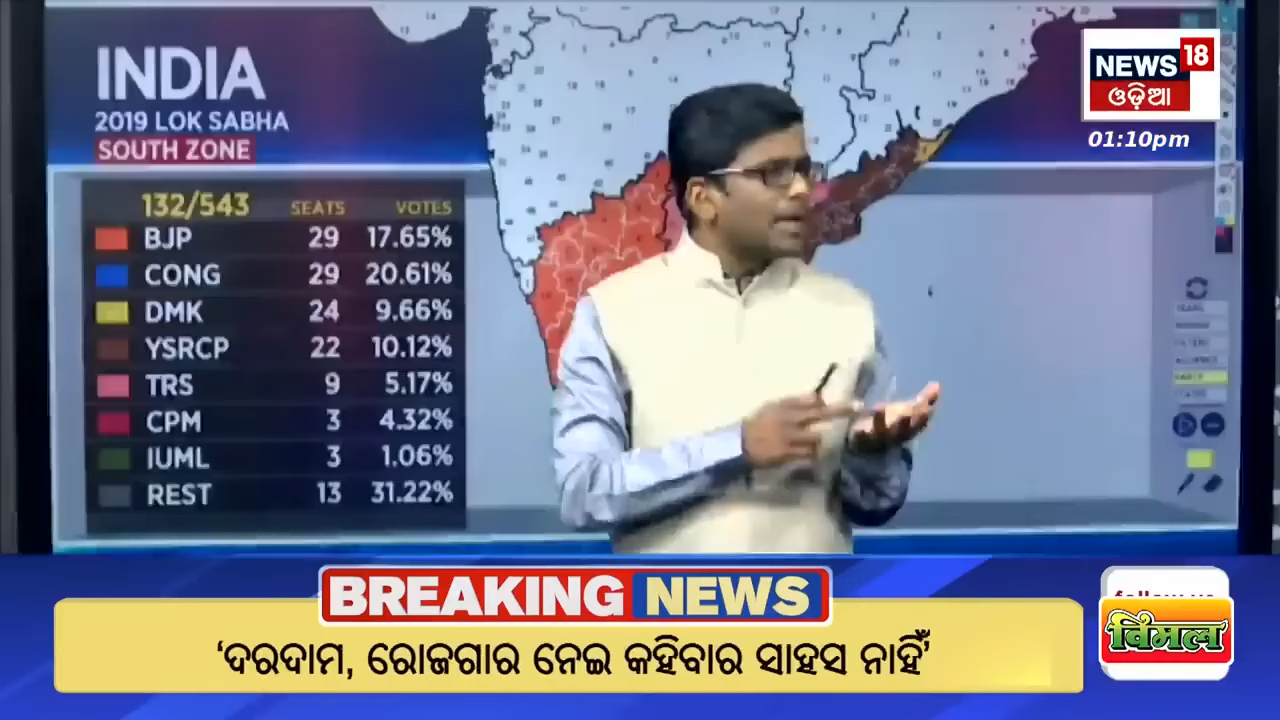 INDIA
2019 LOK SABHA
SOUTH ZONE
132/543 SEATS VOTES
BJP 29 17.65%
CONG 29 20.61%
DMK 24 9.66%
YSRCP 22 10.12%
TRS 9 5.17%
CPM 3 4.32%
IUML 3 1.06%
REST 13 31.22%
NEWS 18
ଓଡ଼ିଆ
01:10pm
BREAKING NEWS
‘ଦରଦାମ, ରୋଜଗାର ନେଇ କହିବାର ସାହସ ନାହିଁ’
विमल